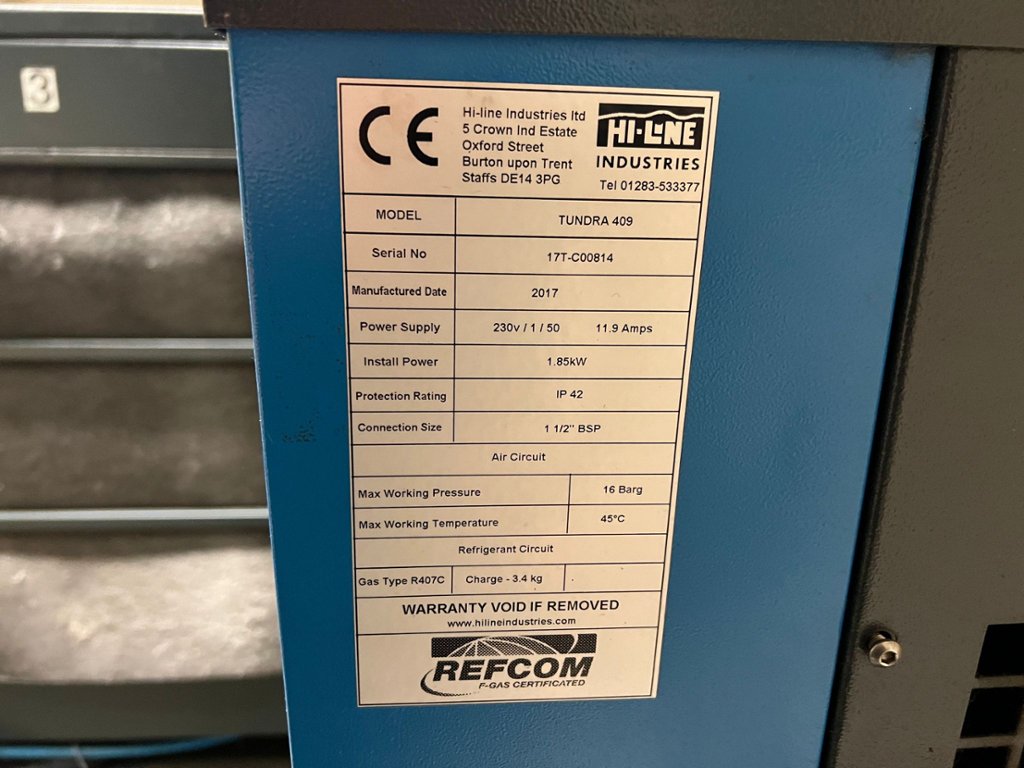 3
CE
Hi-line Industries ltd
5 Crown Ind Estate
Oxford Street
Burton upon Trent
Staffs DE14 3PG
HI-LINE
INDUSTRIES
Tel 01283-533377
MODEL TUNDRA 409
Serial No 17T-C00814
Manufactured Date 2017
Power Supply 230v / 1 / 50 11.9 Amps
Install Power 1.85kW
Protection Rating IP 42
Connection Size 1 1/2" BSP
Air Circuit
Max Working Pressure 16 Barg
Max Working Temperature 45°C
Refrigerant Circuit
Gas Type R407C Charge - 3.4 kg
WARRANTY VOID IF REMOVED
www.hilineindustries.com
REFCOM
F-GAS CERTIFICATED